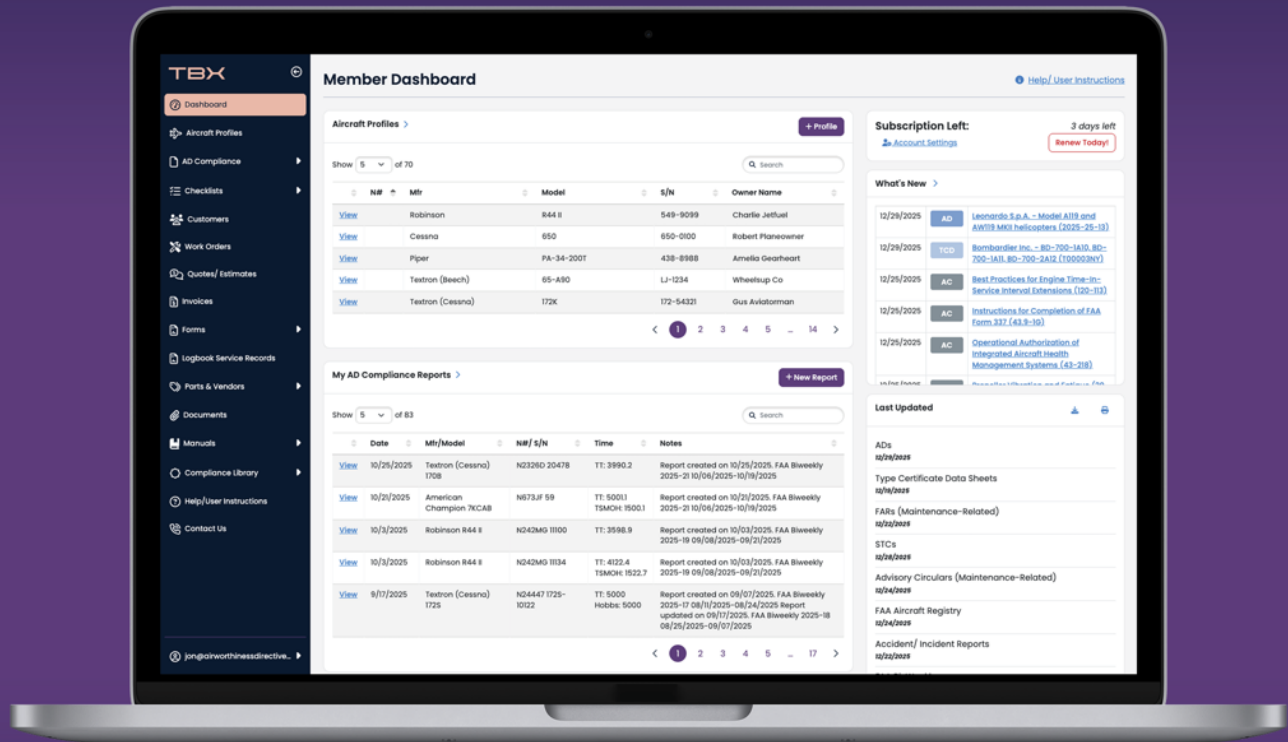 TBX
Dashboard
Aircraft Profiles
AD Compliance
Checklists
Customers
Work Orders
Quotes/ Estimates
Invoices
Forms
Logbook Service Records
Parts & Vendors
Documents
Manuals
Compliance Library
Help/User Instructions
Contact Us
jon@airworthinessdirective...
Member Dashboard
Help/ User Instructions
Aircraft Profiles
+ Profile
Show 5 of 70
Search
N# Mfr Model S/N Owner Name
View Robinson R44 II 549-9099 Charlie Jetfuel
View Cessna 650 650-0100 Robert Planeowner
View Piper PA-34-200T 438-8988 Amelia Gearheart
View Textron (Beech) 65-A90 LJ-1234 Wheelsup Co
View Textron (Cessna) 172K 172-54321 Gus Aviatorman
1 2 3 4 5 ... 14
My AD Compliance Reports
+ New Report
Show 5 of 83
Search
Date Mfr/Model N#/ S/N Time Notes
View 10/25/2025 Textron (Cessna) N2326D 20478 TT: 3990.2 Report created on 10/25/2025. FAA Biweekly
170B 2025-21 10/06/2025-10/19/2025
View 10/21/2025 American N673JF 59 TT: 5001.1 Report created on 10/21/2025. FAA Biweekly
Champion 7KCAB TSMOH: 1500.1 2025-21 10/06/2025-10/19/2025
View 10/3/2025 Robinson R44 II N242MG 11100 TT: 3598.9 Report created on 10/03/2025. FAA Biweekly
2025-19 09/08/2025-09/21/2025
View 10/3/2025 Robinson R44 II N242MG 11134 TT: 4122.4 Report created on 10/03/2025. FAA Biweekly
TSMOH: 1522.7 2025-19 09/08/2025-09/21/2025
View 9/17/2025 Textron (Cessna) N24447 172S- TT: 5000 Report created on 09/07/2025. FAA Biweekly
172S 10122 Hobbs: 5000 2025-17 08/11/2025-08/24/2025 Report
updated on 09/17/2025. FAA Biweekly 2025-18
08/25/2025-09/07/2025
1 2 3 4 5 ... 17
Subscription Left: 3 days left
Account Settings Renew Today!
What's New
12/29/2025 AD Leonardo S.p.A. - Model A119 and
AW119 MKII helicopters (2025-25-13)
12/29/2025 TCD Bombardier Inc. - BD-700-1A10, BD-
700-1A11, BD-700-2A12 (T00003NY)
12/25/2025 AC Best Practices for Engine Time-In-
Service Interval Extensions (120-113)
12/25/2025 AC Instructions for Completion of FAA
Form 337 (43.9-1G)
12/25/2025 AC Operational Authorization of
Integrated Aircraft Health
Management Systems (43-218)
Last Updated
ADs
12/29/2025
Type Certificate Data Sheets
12/19/2025
FARs (Maintenance-Related)
12/22/2025
STCs
12/28/2025
Advisory Circulars (Maintenance-Related)
12/24/2025
FAA Aircraft Registry
12/24/2025
Accident/ Incident Reports
12/22/2025